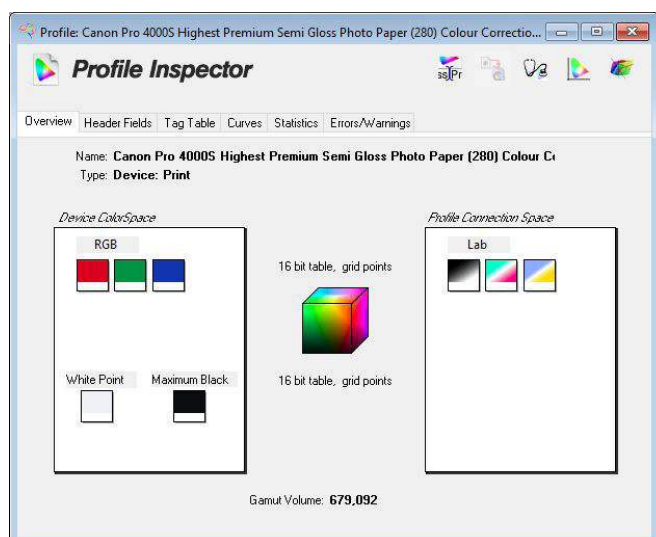 Profile: Canon Pro 4000S Highest Premium Semi Gloss Photo Paper (280) Colour Correctio...
Profile Inspector
Overview Header Fields Tag Table Curves Statistics Errors/Warnings
Name: Canon Pro 4000S Highest Premium Semi Gloss Photo Paper (280) Colour
Type: Device: Print
Device ColorSpace Profile Connection Space
RGB Lab
16 bit table, grid points
White Point Maximum Black 16 bit table, grid points
Gamut Volume: 679,092